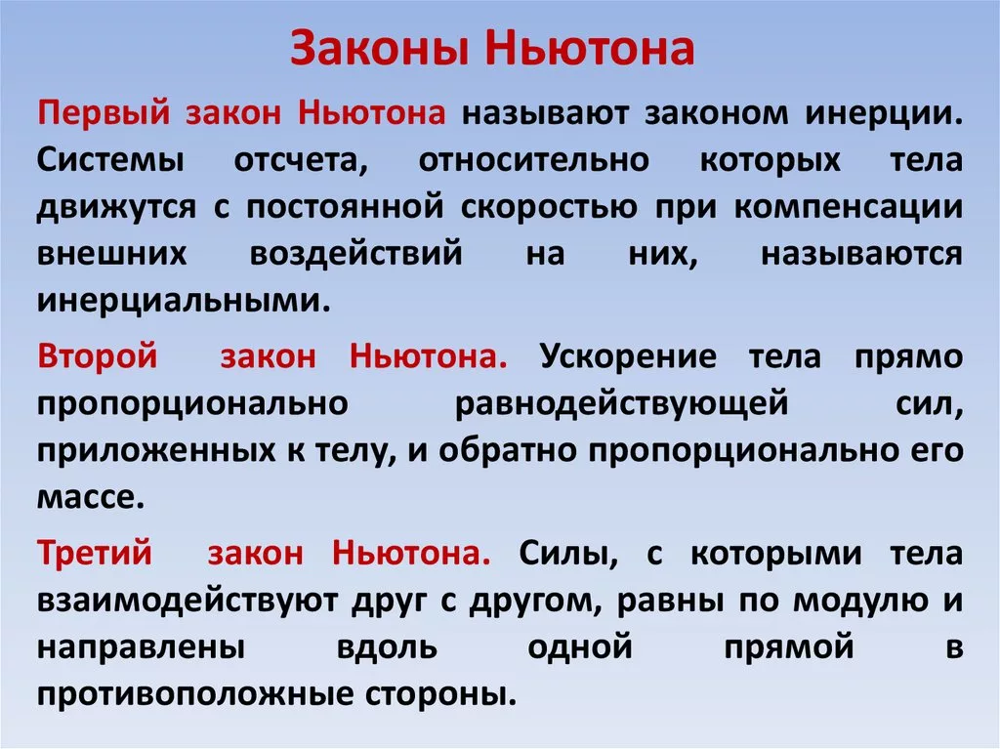 Законы Ньютона
Первый закон Ньютона называют законом инерции.
Системы отсчета, относительно которых тела
движутся с постоянной скоростью при компенсации
внешних воздействий на них, называются
инерциальными.
Второй закон Ньютона. Ускорение тела прямо
пропорционально равнодействующей сил,
приложенных к телу, и обратно пропорционально его
массе.
Третий закон Ньютона. Силы, с которыми тела
взаимодействуют друг с другом, равны по модулю и
направлены вдоль одной прямой в
противоположные стороны.